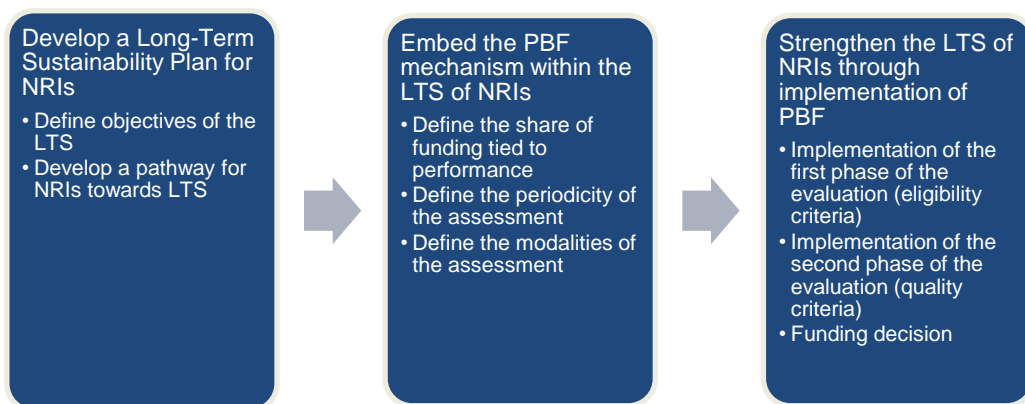 Develop a Long-Term
Sustainability Plan for
NRIs
• Define objectives of the
LTS
• Develop a pathway for
NRIs towards LTS
Embed the PBF
mechanism within the
LTS of NRIs
• Define the share of
funding tied to
performance
• Define the periodicity of
the assessment
• Define the modalities of
the assessment
Strengthen the LTS of
NRIs through
implementation of
PBF
• Implementation of the
first phase of the
evaluation (eligibility
criteria)
• Implementation of the
second phase of the
evaluation (quality
criteria)
• Funding decision